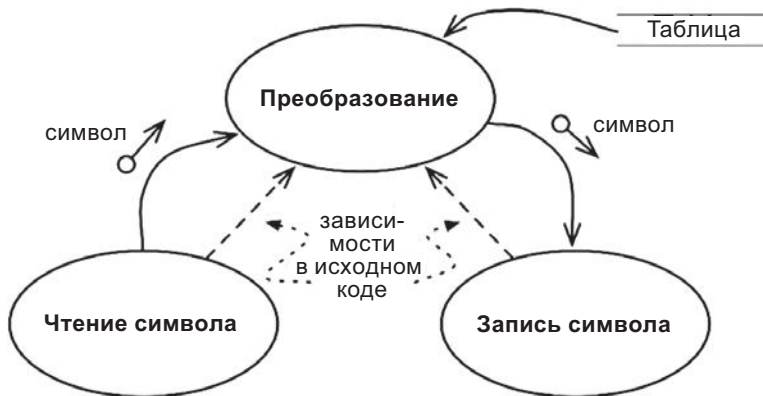 Таблица
Преобразование
символ
символ
зависи-
мости
в исходном
коде
Чтение символа
Запись символа